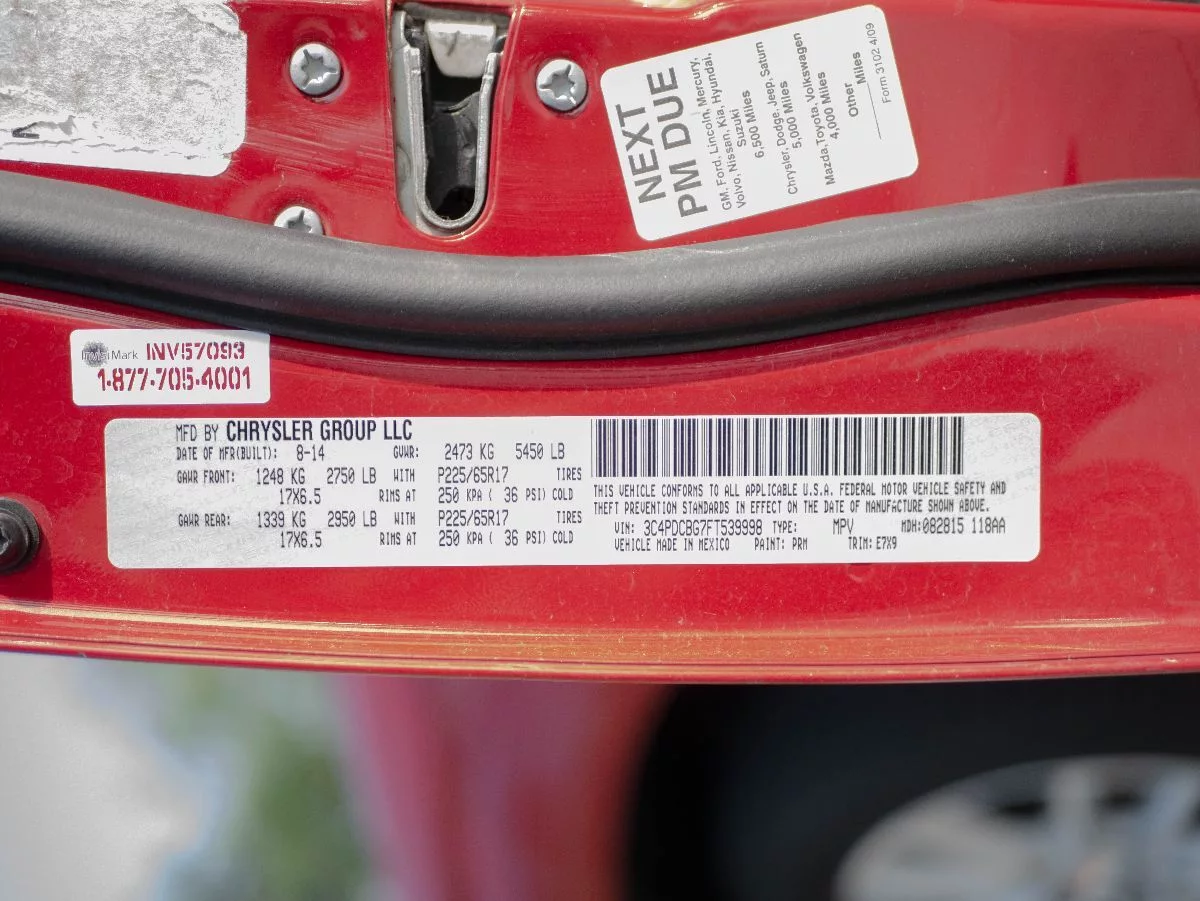 NEXT
PM DUE
GM, Ford, Lincoln, Mercury,
Volvo, Nissan, Kia, Hyundai,
Suzuki
6,500 Miles
Chrysler, Dodge, Jeep, Saturn
5,000 Miles
Mazda, Toyota, Volkswagen
4,000 Miles
Other
Miles
Form 3102 4/09
InvisiMark INV57093
1-877-705-4001
MFD BY CHRYSLER GROUP LLC
DATE OF MFR(BUILT): 8-14 GVWR: 2473 KG 5450 LB
GAWR FRONT: 1248 KG 2750 LB WITH P225/65R17 TIRES
17X6.5 RIMS AT 250 KPA ( 36 PSI) COLD
GAWR REAR: 1339 KG 2950 LB WITH P225/65R17 TIRES
17X6.5 RIMS AT 250 KPA ( 36 PSI) COLD
THIS VEHICLE CONFORMS TO ALL APPLICABLE U.S.A. FEDERAL MOTOR VEHICLE SAFETY AND
THEFT PREVENTION STANDARDS IN EFFECT ON THE DATE OF MANUFACTURE SHOWN ABOVE.
VIN: 3C4PDCBG7FT539998 TYPE: MPV MDH: 082815 118AA
VEHICLE MADE IN MEXICO PAINT: PRM TRIM: E7X9